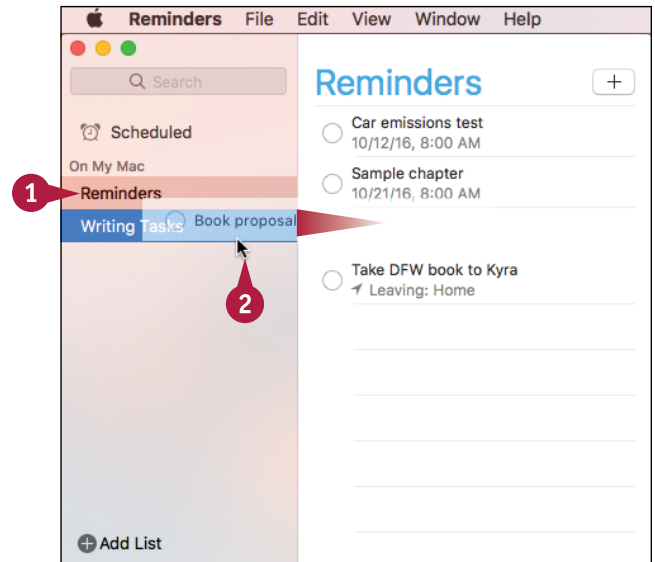 Reminders File Edit View Window Help
Search
Scheduled
On My Mac
1
Reminders
Writing Tasks
Book proposal
2
Add List
Reminders
+
Car emissions test
10/12/16, 8:00 AM
Sample chapter
10/21/16, 8:00 AM
Take DFW book to Kyra
Leaving: Home